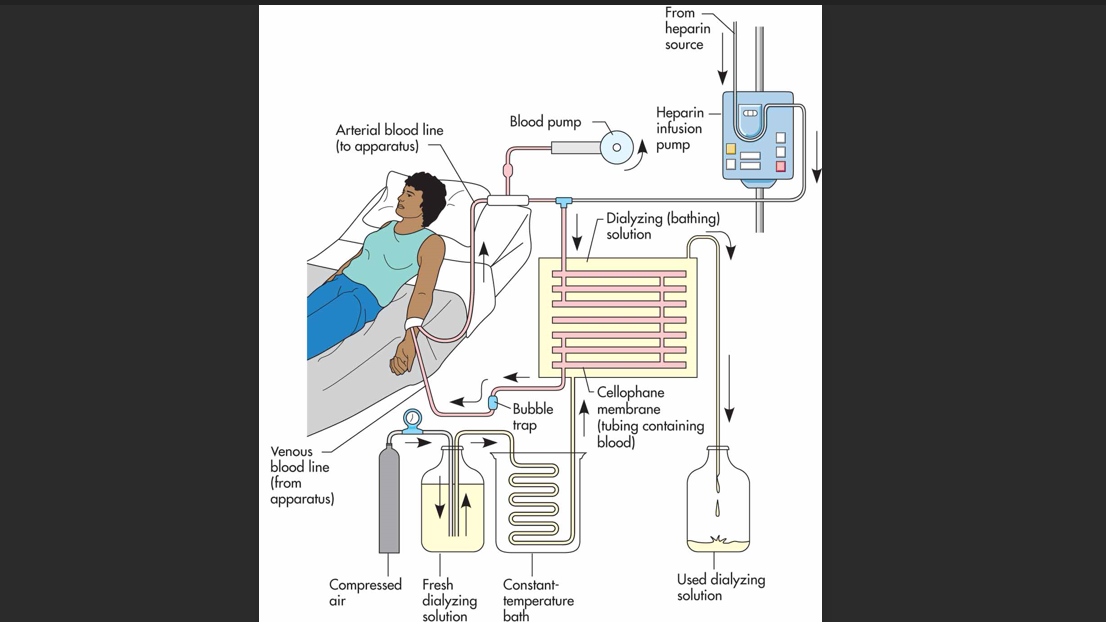 From
heparin
source
Heparin
infusion
pump
Blood pump
Arterial blood line
(to apparatus)
Dialyzing (bathing)
solution
Cellophane
membrane
(tubing containing
blood)
Bubble
trap
Venous
blood line
(from
apparatus)
Compressed
air
Fresh
dialyzing
solution
Constant-
temperature
bath
Used dialyzing
solution